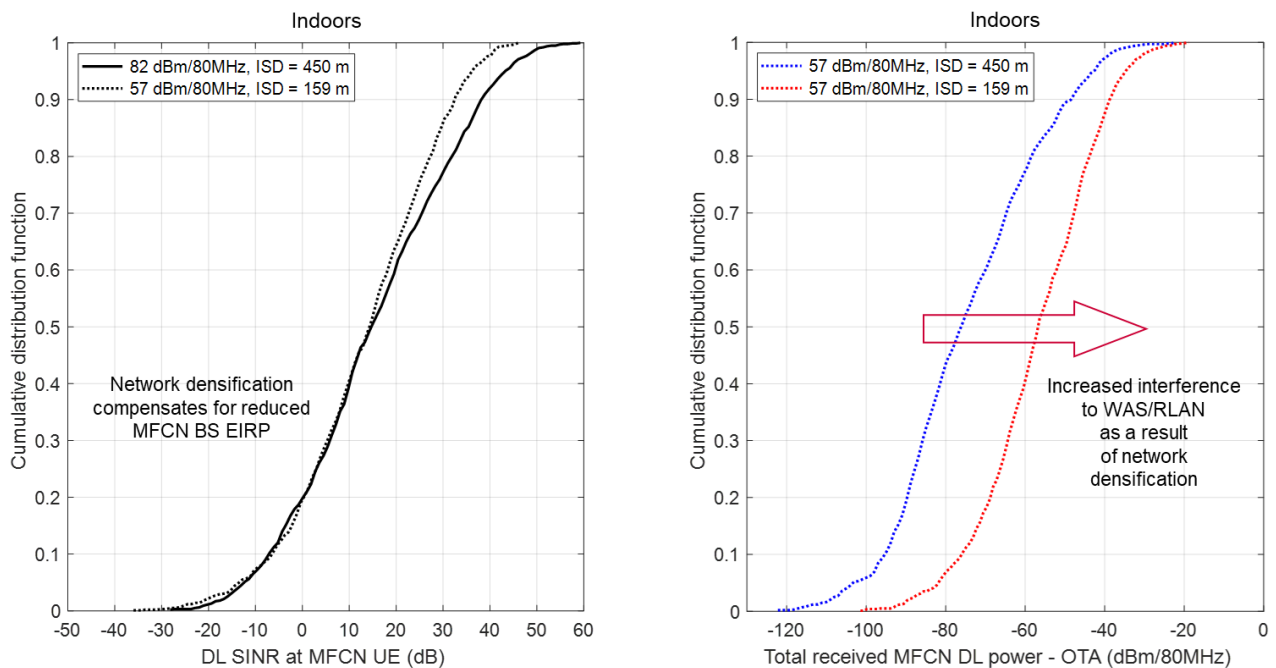 Indoors
82 dBm/80MHz, ISD = 450 m
57 dBm/80MHz, ISD = 159 m
Cumulative distribution function
1
0.9
0.8
0.7
0.6
0.5
0.4
0.3
0.2
0.1
0
Network densification
compensates for reduced
MFCN BS EIRP
-50 -40 -30 -20 -10 0 10 20 30 40 50 60
DL SINR at MFCN UE (dB)
Indoors
57 dBm/80MHz, ISD = 450 m
57 dBm/80MHz, ISD = 159 m
Cumulative distribution function
1
0.9
0.8
0.7
0.6
0.5
0.4
0.3
0.2
0.1
0
Increased interference
to WAS/RLAN
as a result
of network
densification
-120 -100 -80 -60 -40 -20 0
Total received MFCN DL power - OTA (dBm/80MHz)